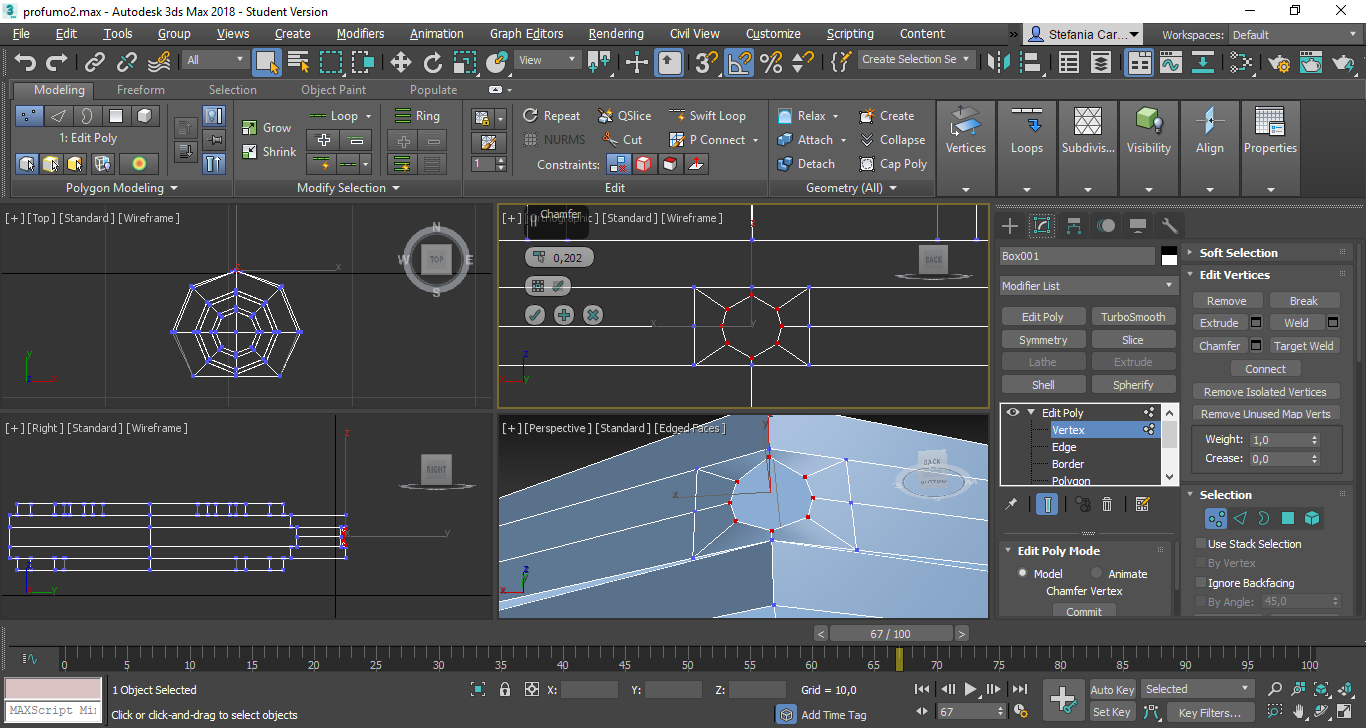 profumo2.max - Autodesk 3ds Max 2018 - Student Version
File Edit Tools Group Views Create Modifiers Animation Graph Editors Rendering Civil View Customize Scripting Content » Stefania Car... Workspaces: Default
All View Create Selection Se
Modeling Freeform Selection Object Paint Populate
1: Edit Poly
Polygon Modeling
Grow
Shrink
Loop
Ring
Modify Selection
1
Repeat QSlice Swift Loop
NURMS Cut P Connect
Constraints:
Edit
Relax Create
Attach Collapse
Detach Cap Poly
Geometry (All)
Vertices Loops Subdivis... Visibility Align Properties
[+] [Top] [Standard] [Wireframe]
N
W TOP E
S
x
y
[+] [Orthographic] [Standard] [Wireframe]
Chamfer
0,202
BACK
x
y
z
[+] [Right] [Standard] [Wireframe]
RIGHT
z
y
[+] [Perspective] [Standard] [Edged Faces]
BACK
BOTTOM
Box001
Modifier List
Edit Poly TurboSmooth
Symmetry Slice
Lathe Extrude
Shell Spherify
Edit Poly
Vertex
Edge
Border
Polygon
Edit Poly Mode
Model Animate
Chamfer Vertex
Commit
Soft Selection
Edit Vertices
Remove Break
Extrude Weld
Chamfer Target Weld
Connect
Remove Isolated Vertices
Remove Unused Map Verts
Weight: 1,0
Crease: 0,0
Selection
Use Stack Selection
By Vertex
Ignore Backfacing
By Angle: 45,0
< 67 / 100 >
0 5 10 15 20 25 30 35 40 45 50 55 60 65 70 75 80 85 90 95 100
1 Object Selected
X: Y: Z: Grid = 10,0
Auto Key Selected
MAXScript Mi
Click or click-and-drag to select objects
Add Time Tag
67
Set Key Key Filters...